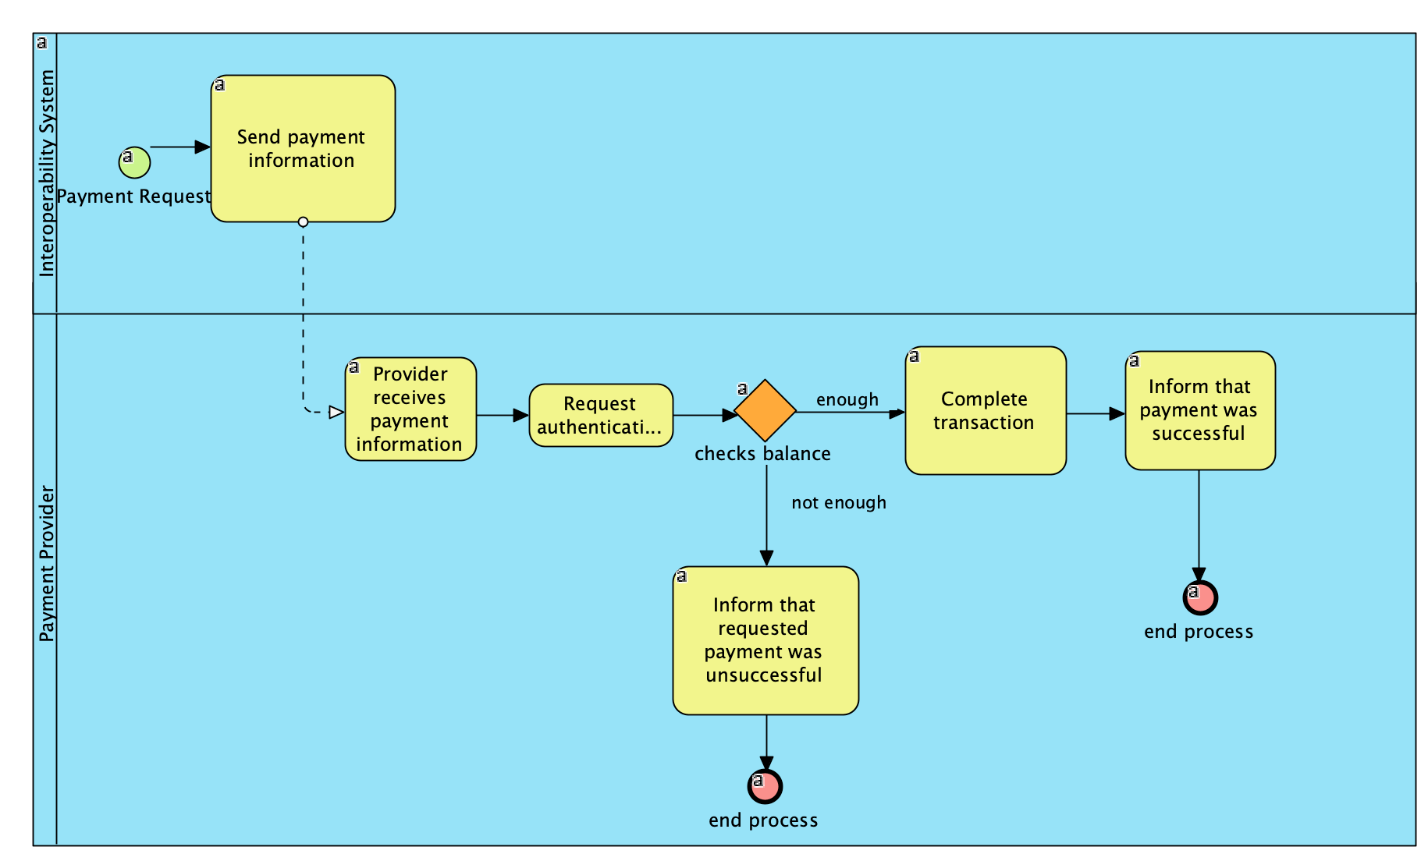 a
Interoperability System
a
Payment Request
a
Send payment
information
Payment Provider
a
Provider
receives
payment
information
Request
authenticati...
a
checks balance
enough
not enough
a
Complete
transaction
a
Inform that
payment was
successful
a
end process
a
Inform that
requested
payment was
unsuccessful
a
end process